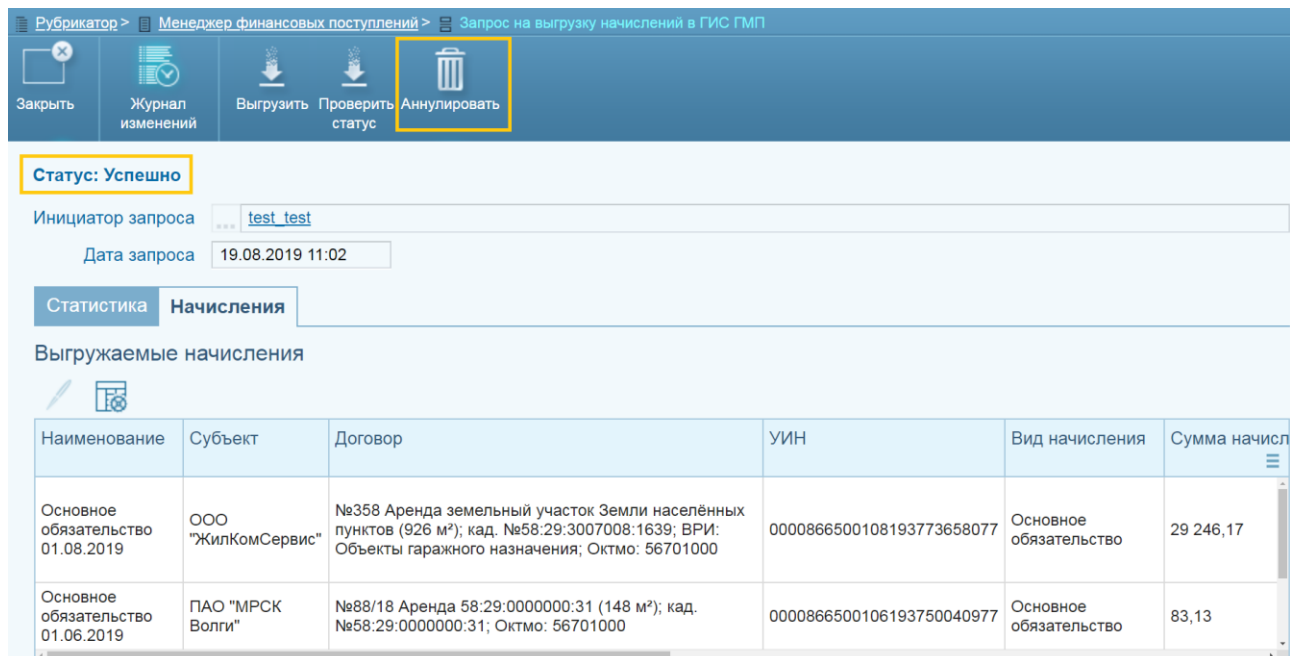 Рубрикатор > Менеджер финансовых поступлений > Запрос на выгрузку начислений в ГИС ГМП
Закрыть
Журнал
изменений
Выгрузить
Проверить
статус
Аннулировать
Статус: Успешно
Инициатор запроса ... test_test
Дата запроса 19.08.2019 11:02
Статистика Начисления
Выгружаемые начисления
Наименование Субъект Договор УИН Вид начисления Сумма начисл
Основное
обязательство
01.08.2019
ООО
"ЖилКомСервис"
№358 Аренда земельный участок Земли населённых
пунктов (926 м²); кад. №58:29:3007008:1639; ВРИ:
Объекты гаражного назначения; Октмо: 56701000
0000866500108193773658077
Основное
обязательство
29 246,17
Основное
обязательство
01.06.2019
ПАО "МРСК
Волги"
№88/18 Аренда 58:29:0000000:31 (148 м²); кад.
№58:29:0000000:31; Октмо: 56701000
0000866500106193750040977
Основное
обязательство
83,13